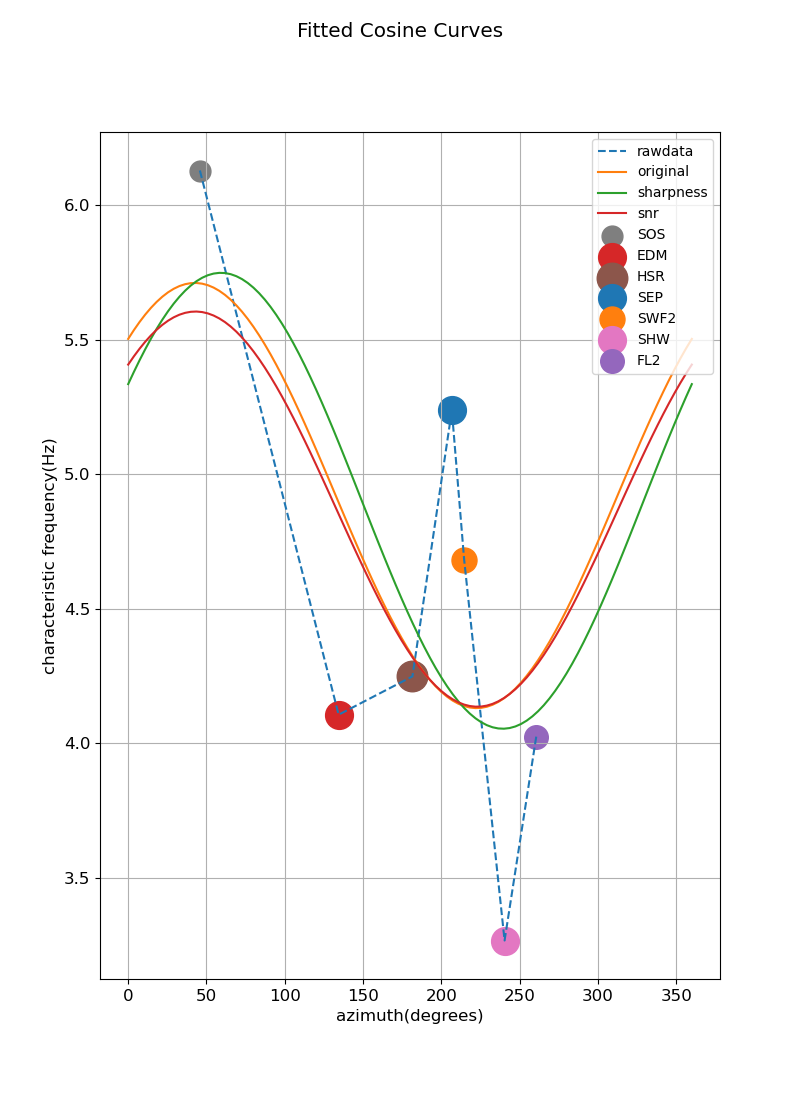 Fitted Cosine Curves
rawdata
original
sharpness
snr
SOS
EDM
HSR
SEP
SWF2
SHW
FL2
characteristic frequency(Hz)
6.0
5.5
5.0
4.5
4.0
3.5
0 50 100 150 200 250 300 350
azimuth(degrees)